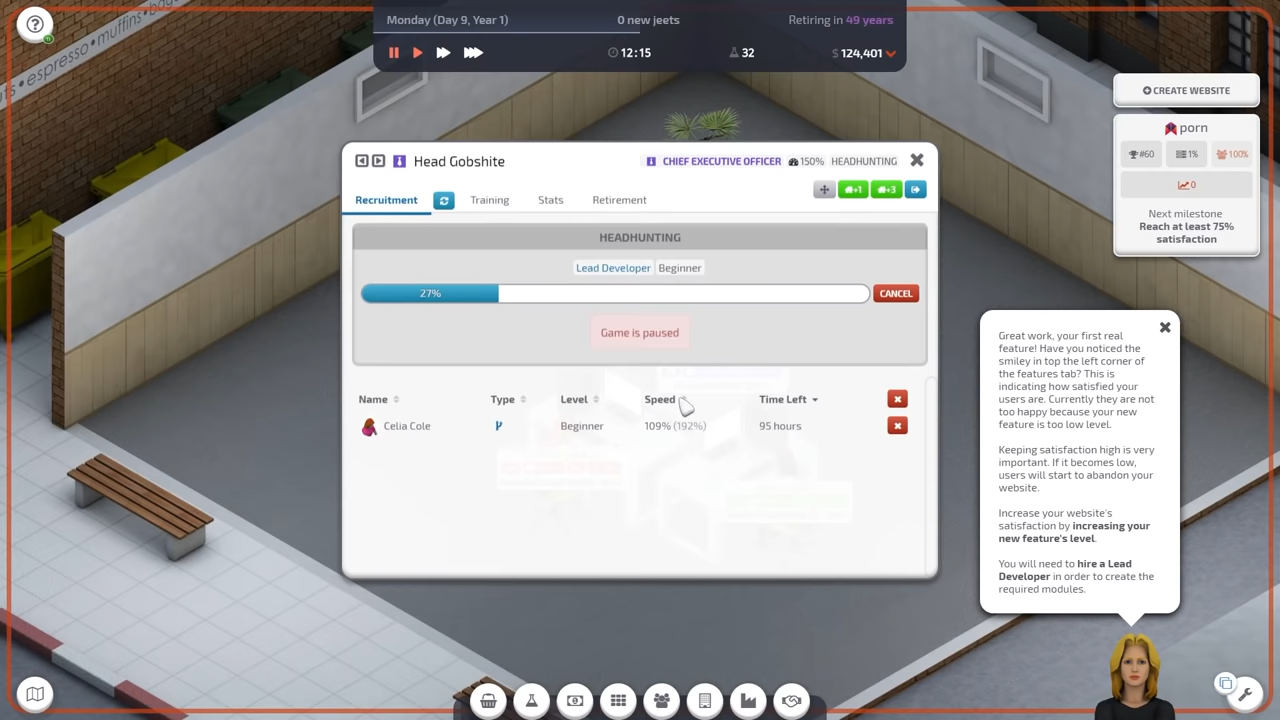 uts • espresso • muffins • ba
Monday (Day 9, Year 1)
0 new jeets
Retiring in 49 years
12:15
32
$ 124,401
CREATE WEBSITE
porn
#60
1%
100%
0
Next milestone
Reach at least 75%
satisfaction
Head Gobshite
CHIEF EXECUTIVE OFFICER
150%
HEADHUNTING
Recruitment
Training
Stats
Retirement
+1
+3
HEADHUNTING
Lead Developer
Beginner
27%
CANCEL
Game is paused
Name
Type
Level
Speed
Time Left
Celia Cole
Beginner
109% (192%)
95 hours
Great work, your first real
feature! Have you noticed the
smiley in top the left corner of
the features tab? This is
indicating how satisfied your
users are. Currently they are not
too happy because your new
feature is too low level.
Keeping satisfaction high is very
important. If it becomes low,
users will start to abandon your
website.
Increase your website's
satisfaction by increasing your
new feature's level.
You will need to hire a Lead
Developer in order to create the
required modules.